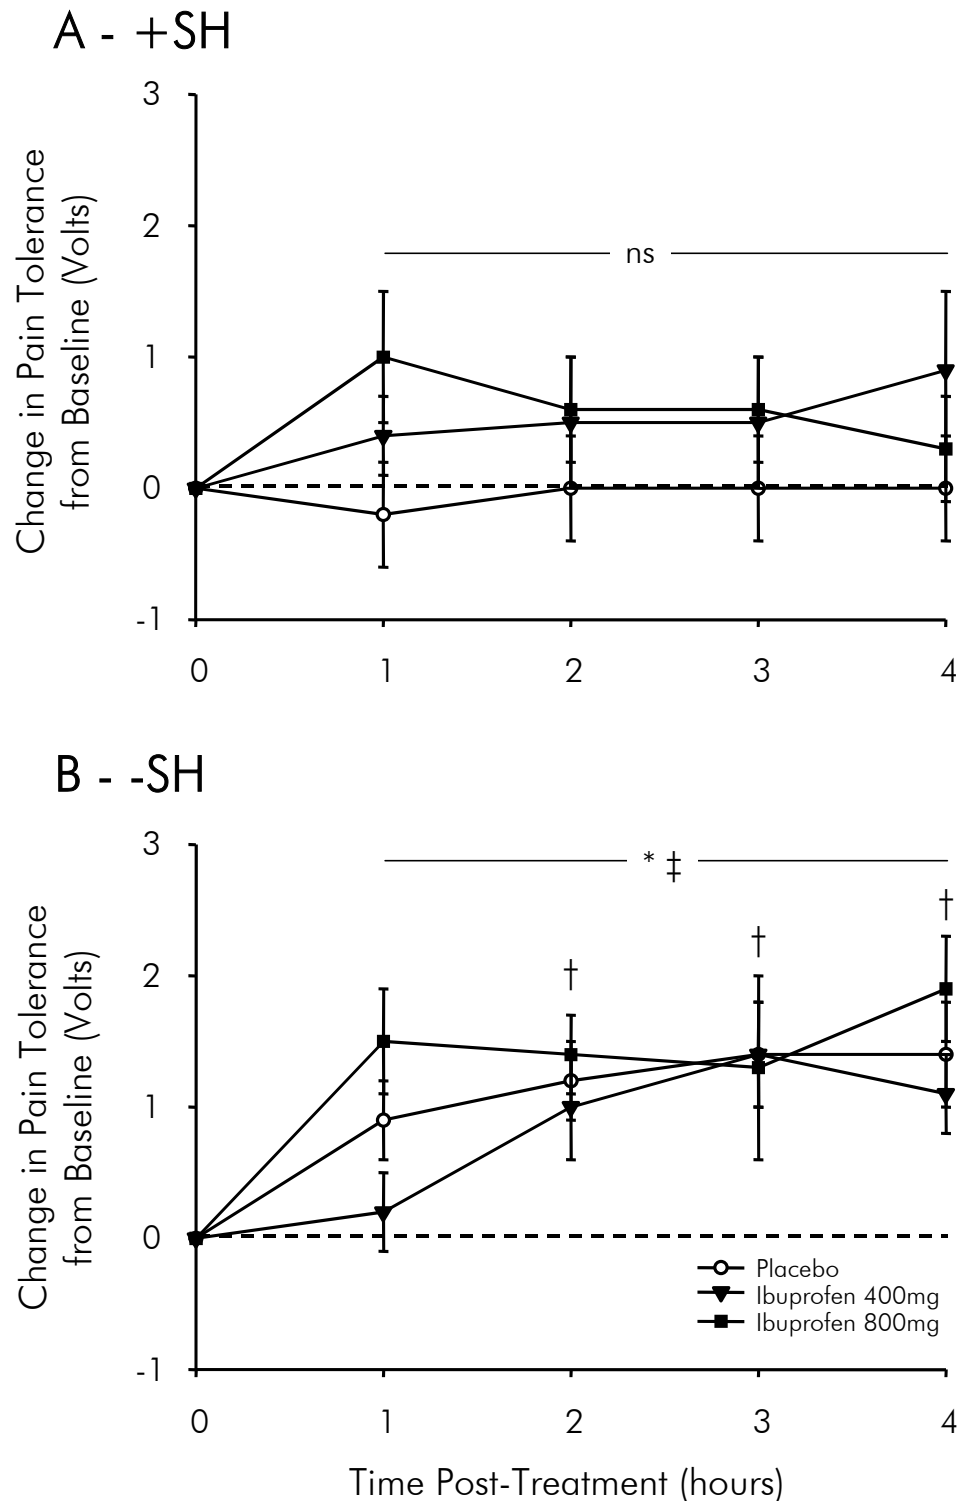 A - +SH
3
2
1
0
-1
Change in Pain Tolerance
from Baseline (Volts)
ns
0 1 2 3 4
B - -SH
3
2
1
0
-1
Change in Pain Tolerance
from Baseline (Volts)
* ‡
† † †
Placebo
Ibuprofen 400mg
Ibuprofen 800mg
0 1 2 3 4
Time Post-Treatment (hours)